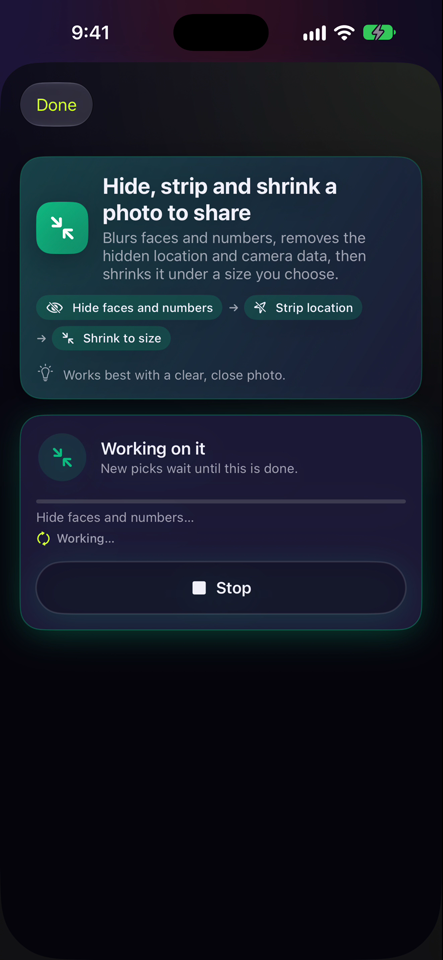 9:41
Done
Hide, strip and shrink a
photo to share
Blurs faces and numbers, removes the
hidden location and camera data, then
shrinks it under a size you choose.
Hide faces and numbers → Strip location
→ Shrink to size
Works best with a clear, close photo.
Working on it
New picks wait until this is done.
Hide faces and numbers...
Working...
Stop